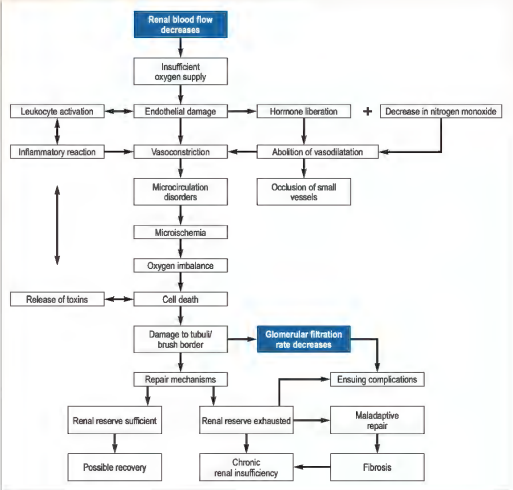 Renal blood flow
decreases
Insufficient
oxygen supply
Leukocyte activation
Endothelial damage
Hormone liberation
+
Decrease in nitrogen monoxide
Inflammatory reaction
Vasoconstriction
Abolition of vasodilatation
Microcirculation
disorders
Occlusion of small
vessels
Microischemia
Oxygen imbalance
Release of toxins
Cell death
Damage to tubuli/
brush border
Glomerular filtration
rate decreases
Repair mechanisms
Ensuing complications
Renal reserve sufficient
Renal reserve exhausted
Maladaptive
repair
Possible recovery
Chronic
renal insufficiency
Fibrosis